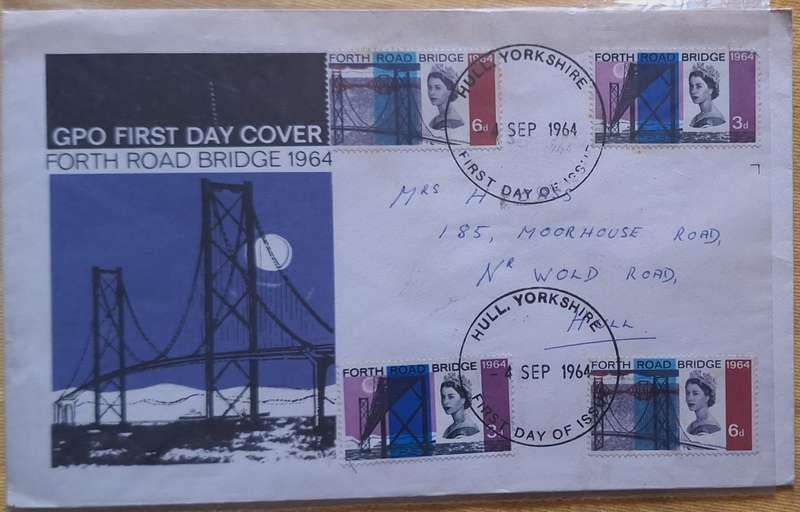 GPO FIRST DAY COVER
FORTH ROAD BRIDGE 1964
FORTH ROAD BRIDGE 1964
6d
HULL, YORKSHIRE
SEP 1964
FIRST DAY OF ISSUE
FORTH ROAD BRIDGE 1964
3d
MRS H
185, MOORHOUSE ROAD,
NR WOLD ROAD,
HULL.
HULL, YORKSHIRE
- 4 SEP 1964
FIRST DAY OF ISSUE
FORTH ROAD BRIDGE 1964
3d
FORTH ROAD BRIDGE 1964
6d